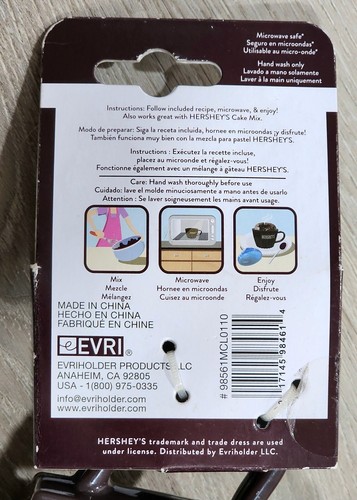 Microwave safe*
Seguro en microondas*
Utilisable au micro-onde*
Hand wash only
Lavado a mano solamente
Laver à la main uniquement
Instructions: Follow included recipe, microwave, & enjoy!
Also works great with HERSHEY'S Cake Mix.
Modo de preparar: Siga la receta incluida, hornee en microondas ¡y disfrute!
También funciona muy bien con la mezcla para pastel HERSHEY'S.
Instructions : Exécutez la recette incluse,
placez au microonde et régalez-vous!
Fonctionne également avec un mélange à gâteau HERSHEY'S.
Care: Hand wash thoroughly before use
Cuidado: lave el molde minuciosamente a mano antes de usarlo
Attention : Se laver soigneusement les mains avant usage.
HERSHEY'S
Mix
Mezcle
Mélangez
Microwave
Hornee en microondas
Cuisez au microonde
Enjoy
Disfrute
Régalez-vous
MADE IN CHINA
HECHO EN CHINA
FABRIQUÉ EN CHINE
e EVRI®
EVRIHOLDER PRODUCTS LLC
ANAHEIM, CA 92805
USA - 1(800) 975-0335
info@evriholder.com
www.evriholder.com
# 98561MCL0110
17145 98461 4
HERSHEY'S trademark and trade dress are used
under license. Distributed by Evriholder LLC.